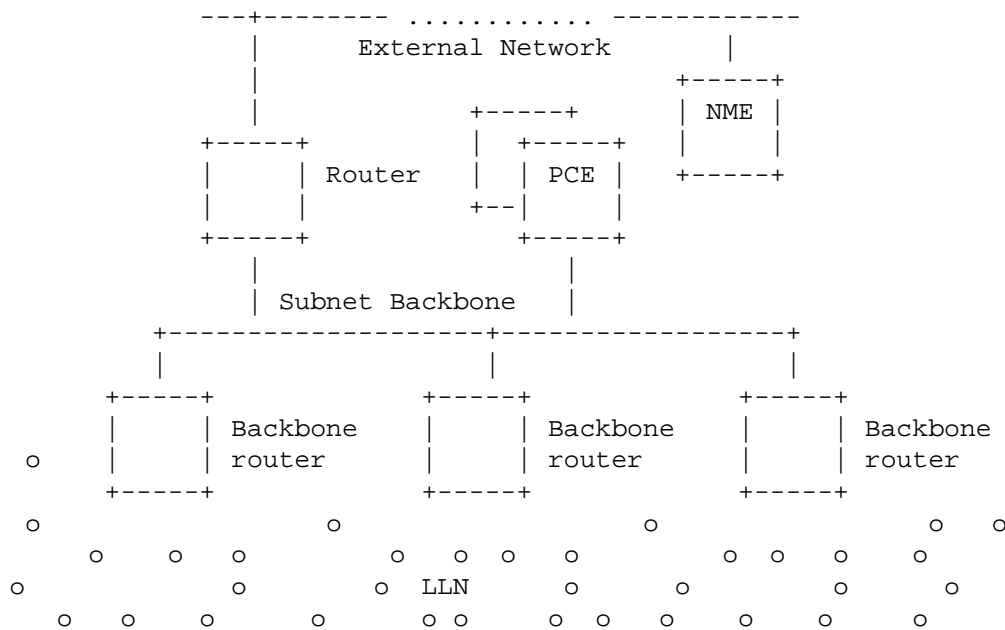 ---+-------- ............ ------------
External Network
NME
Router
PCE
Subnet Backbone
Backbone router
Backbone router
Backbone router
LLN